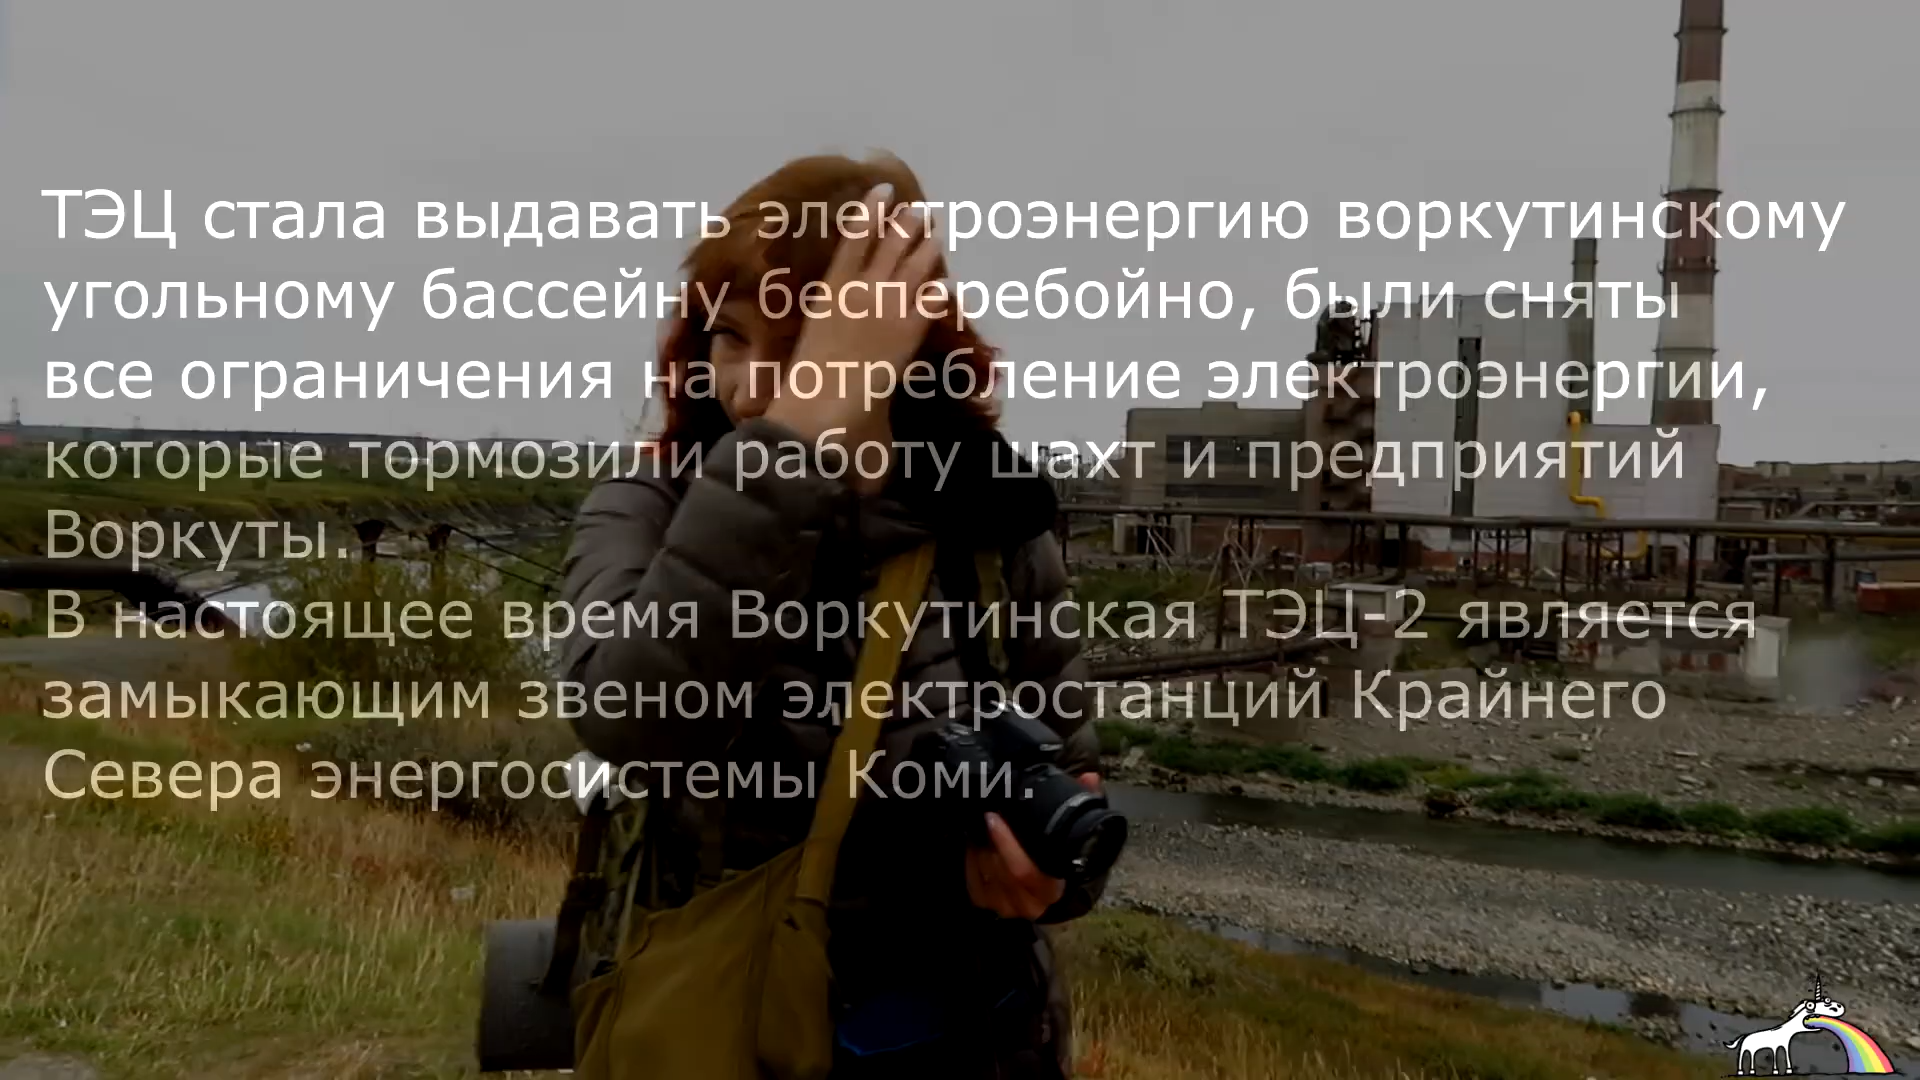 ТЭЦ стала выдавать электроэнергию воркутинскому
угольному бассейну бесперебойно, были сняты
все ограничения на потребление электроэнергии,
которые тормозили работу шахт и предприятий
Воркуты.
В настоящее время Воркутинская ТЭЦ-2 является
замыкающим звеном электростанций Крайнего
Севера энергосистемы Коми.